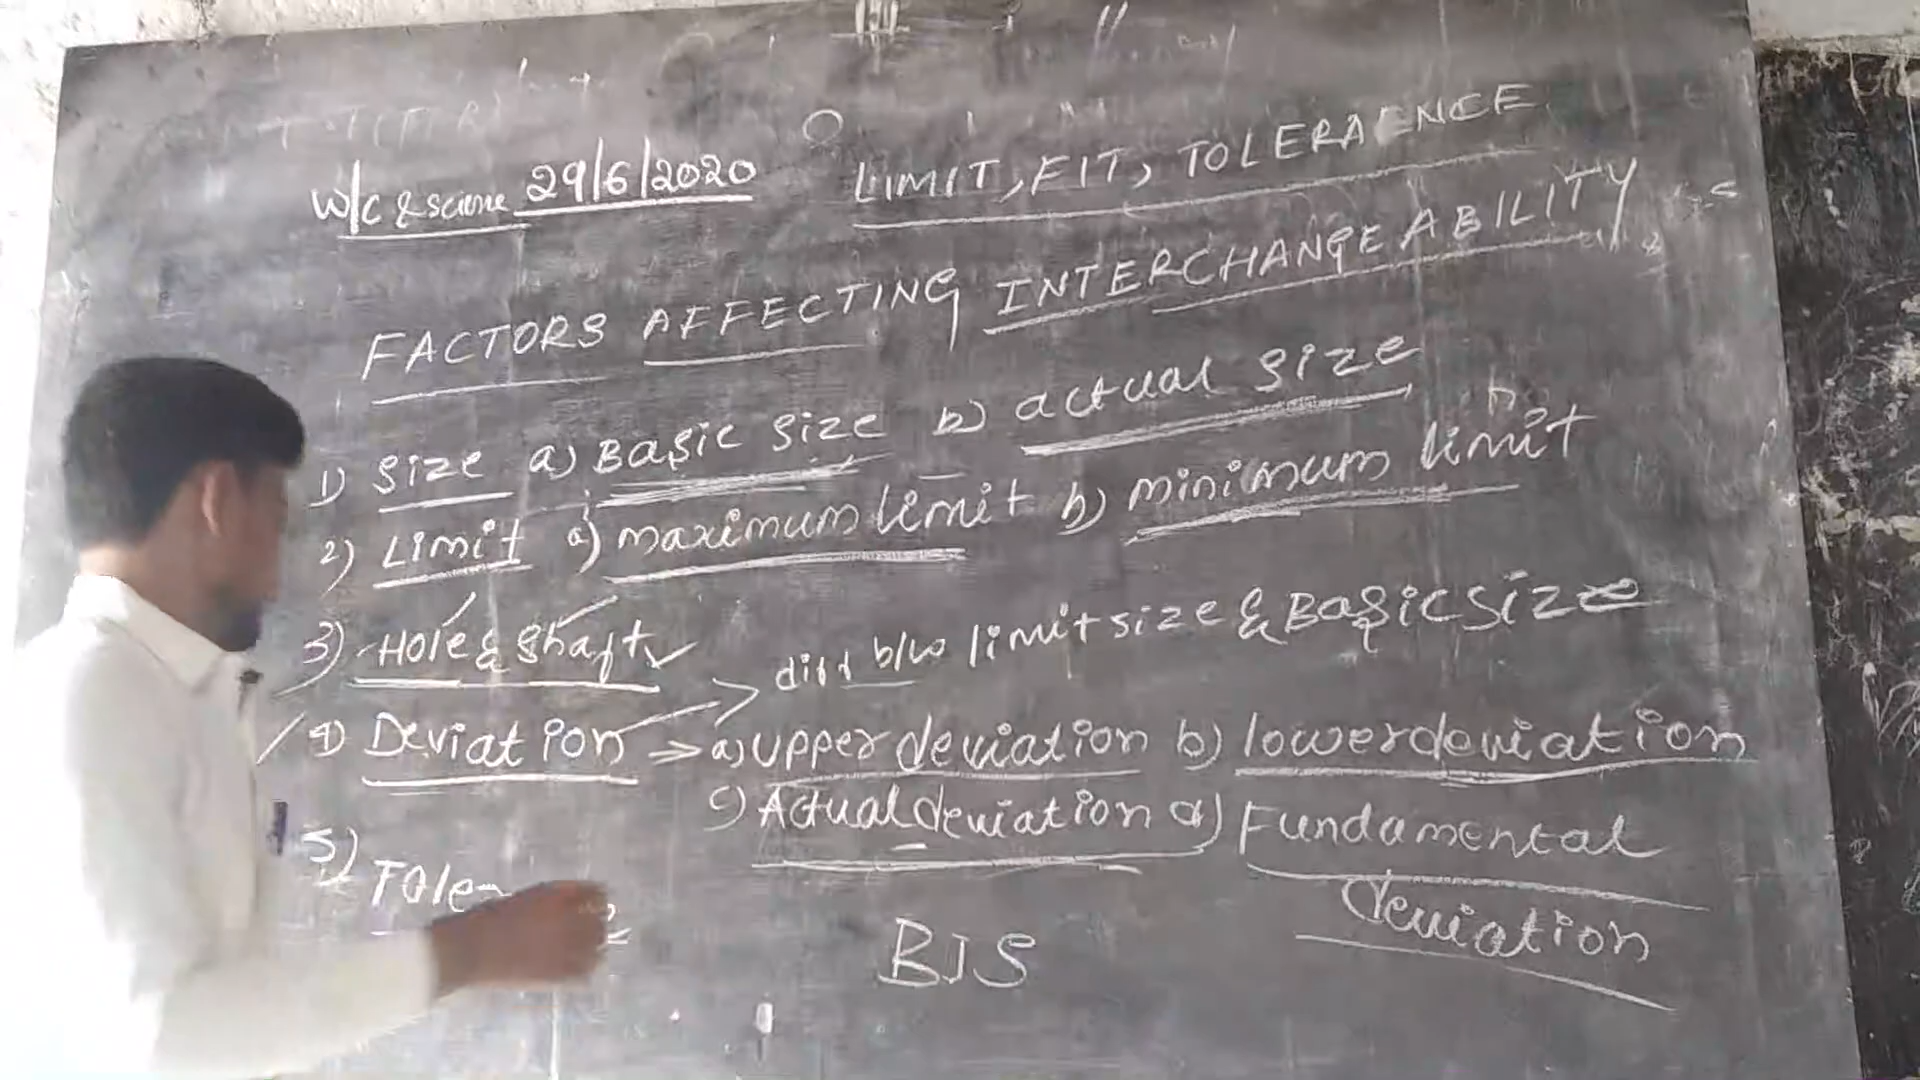 W/C & Science 29/6/2020 LIMIT, FIT, TOLERAENCE
FACTORS AFFECTING INTERCHANGEABILITY
1) Size a) Basic Size b) actual Size
2) Limit a) maximum limit b) minimum limit
3) Hole & Shaft
diff b/w limit size & Basic Size
4) Deviation ⇒ a) Upper deviation b) lower deviation
c) Actual deviation d) Fundamental
deviation
5) Tole
BIS